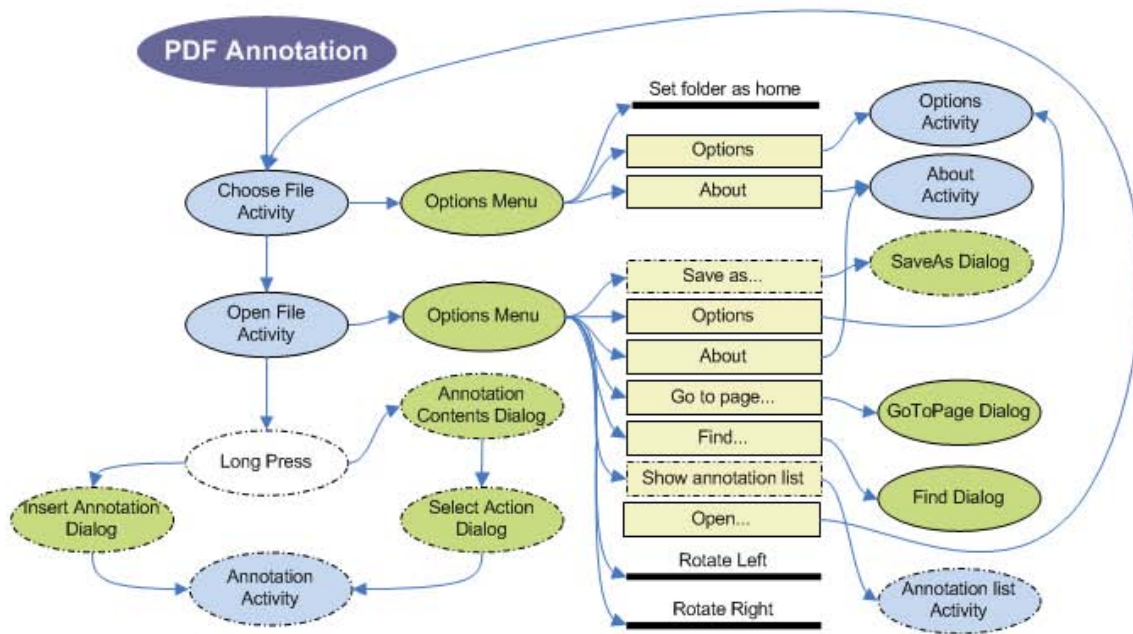 PDF Annotation
Set folder as home
Options
Activity
Options
About
Activity
About
Choose File
Activity
Options Menu
SaveAs Dialog
Save as...
Open File
Activity
Options Menu
Options
About
Annotation
Contents Dialog
Go to page...
GoToPage Dialog
Find...
Long Press
Show annotation list
Insert Annotation
Dialog
Select Action
Dialog
Find Dialog
Open...
Rotate Left
Annotation
Activity
Annotation list
Activity
Rotate Right